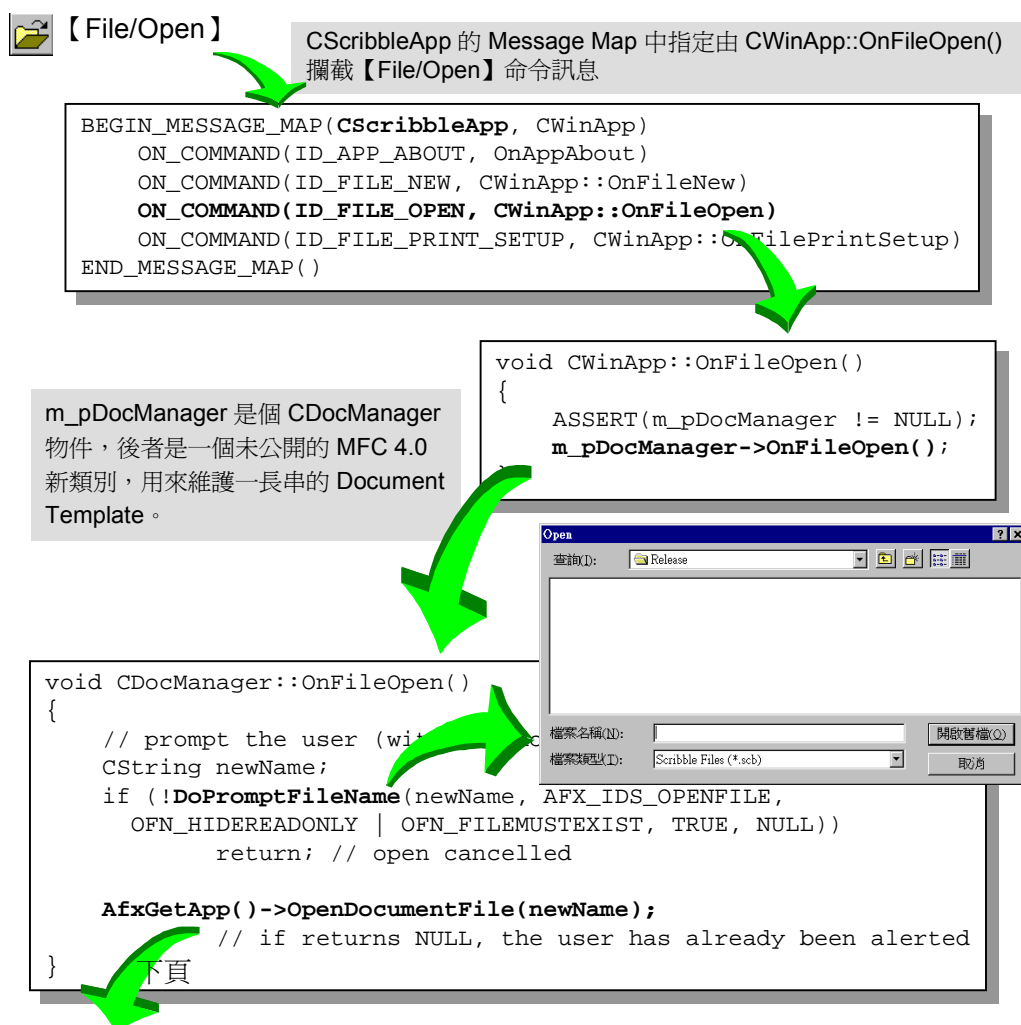 【File/Open】
CScribbleApp 的 Message Map 中指定由 CWinApp::OnFileOpen()
攔截【File/Open】命令訊息
BEGIN_MESSAGE_MAP(CScribbleApp, CWinApp)
ON_COMMAND(ID_APP_ABOUT, OnAppAbout)
ON_COMMAND(ID_FILE_NEW, CWinApp::OnFileNew)
ON_COMMAND(ID_FILE_OPEN, CWinApp::OnFileOpen)
ON_COMMAND(ID_FILE_PRINT_SETUP, CWinApp::OnFilePrintSetup)
END_MESSAGE_MAP()
void CWinApp::OnFileOpen()
{
ASSERT(m_pDocManager != NULL);
m_pDocManager->OnFileOpen();
m_pDocManager 是個 CDocManager
物件，後者是一個未公開的 MFC 4.0
新類別，用來維護一長串的 Document
Template。
Open
查詢(I):
Release
檔案名稱(N):
開啟舊檔(O)
檔案類型(T):
Scribble Files (*.scb)
取消
void CDocManager::OnFileOpen()
{
// prompt the user
CString newName;
if (!DoPromptFileName(newName, AFX_IDS_OPENFILE,
OFN_HIDEREADONLY | OFN_FILEMUSTEXIST, TRUE, NULL))
return; // open cancelled
AfxGetApp()->OpenDocumentFile(newName);
// if returns NULL, the user has already been alerted
}
下頁